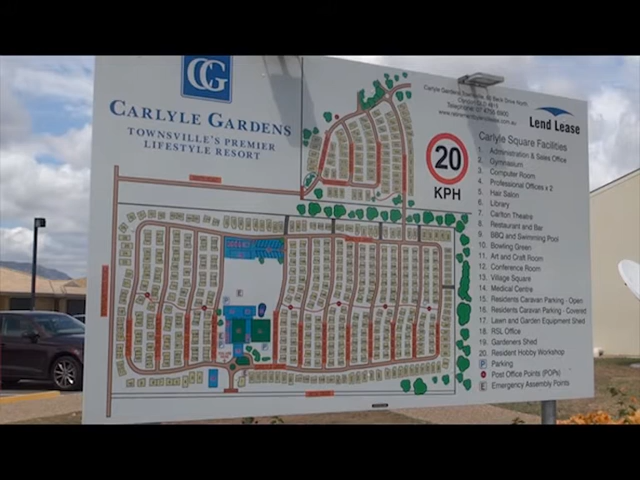 CG
CARLYLE GARDENS
TOWNSVILLE'S PREMIER
LIFESTYLE RESORT
20
KPH
Lend Lease
Carlyle Square Facilities
1. Administration & Sales Office
2. Gymnasium
3. Computer Room
4. Professional Offices x 2
5. Hair Salon
6. Library
7. Carlton Theatre
8. Restaurant and Bar
9. BBQ and Swimming Pool
10. Bowling Green
11. Art and Craft Room
12. Conference Room
13. Village Square
14. Medical Centre
15. Residents Caravan Parking - Open
16. Residents Caravan Parking - Covered
17. Lawn and Garden Equipment Shed
18. RSL Office
19. Gardeners Shed
20. Resident Hobby Workshop
P Parking
Post Office Points (POPs)
E Emergency Assembly Points